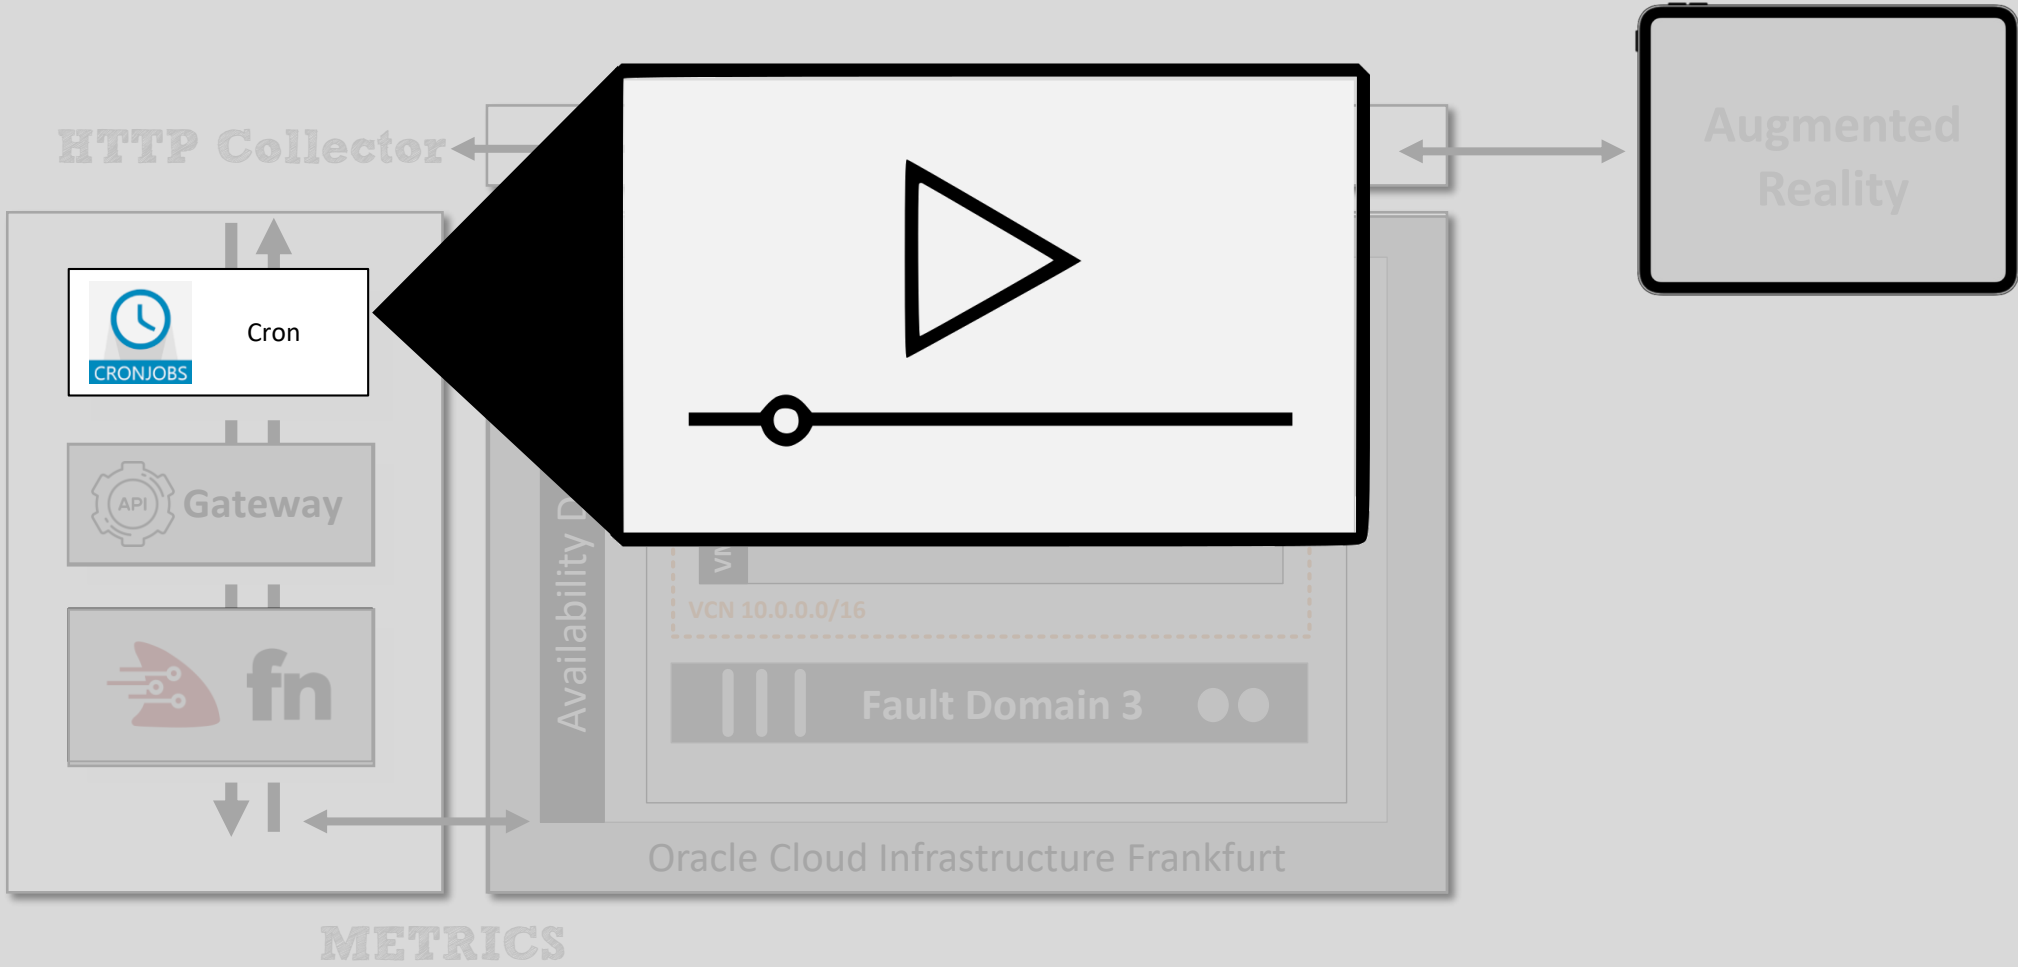 HTTP Collector
Augmented
Reality
CRONJOBS
Cron
API
Gateway
fn
Availability
VCN 10.0.0.0/16
Fault Domain 3
Oracle Cloud Infrastructure Frankfurt
METRICS